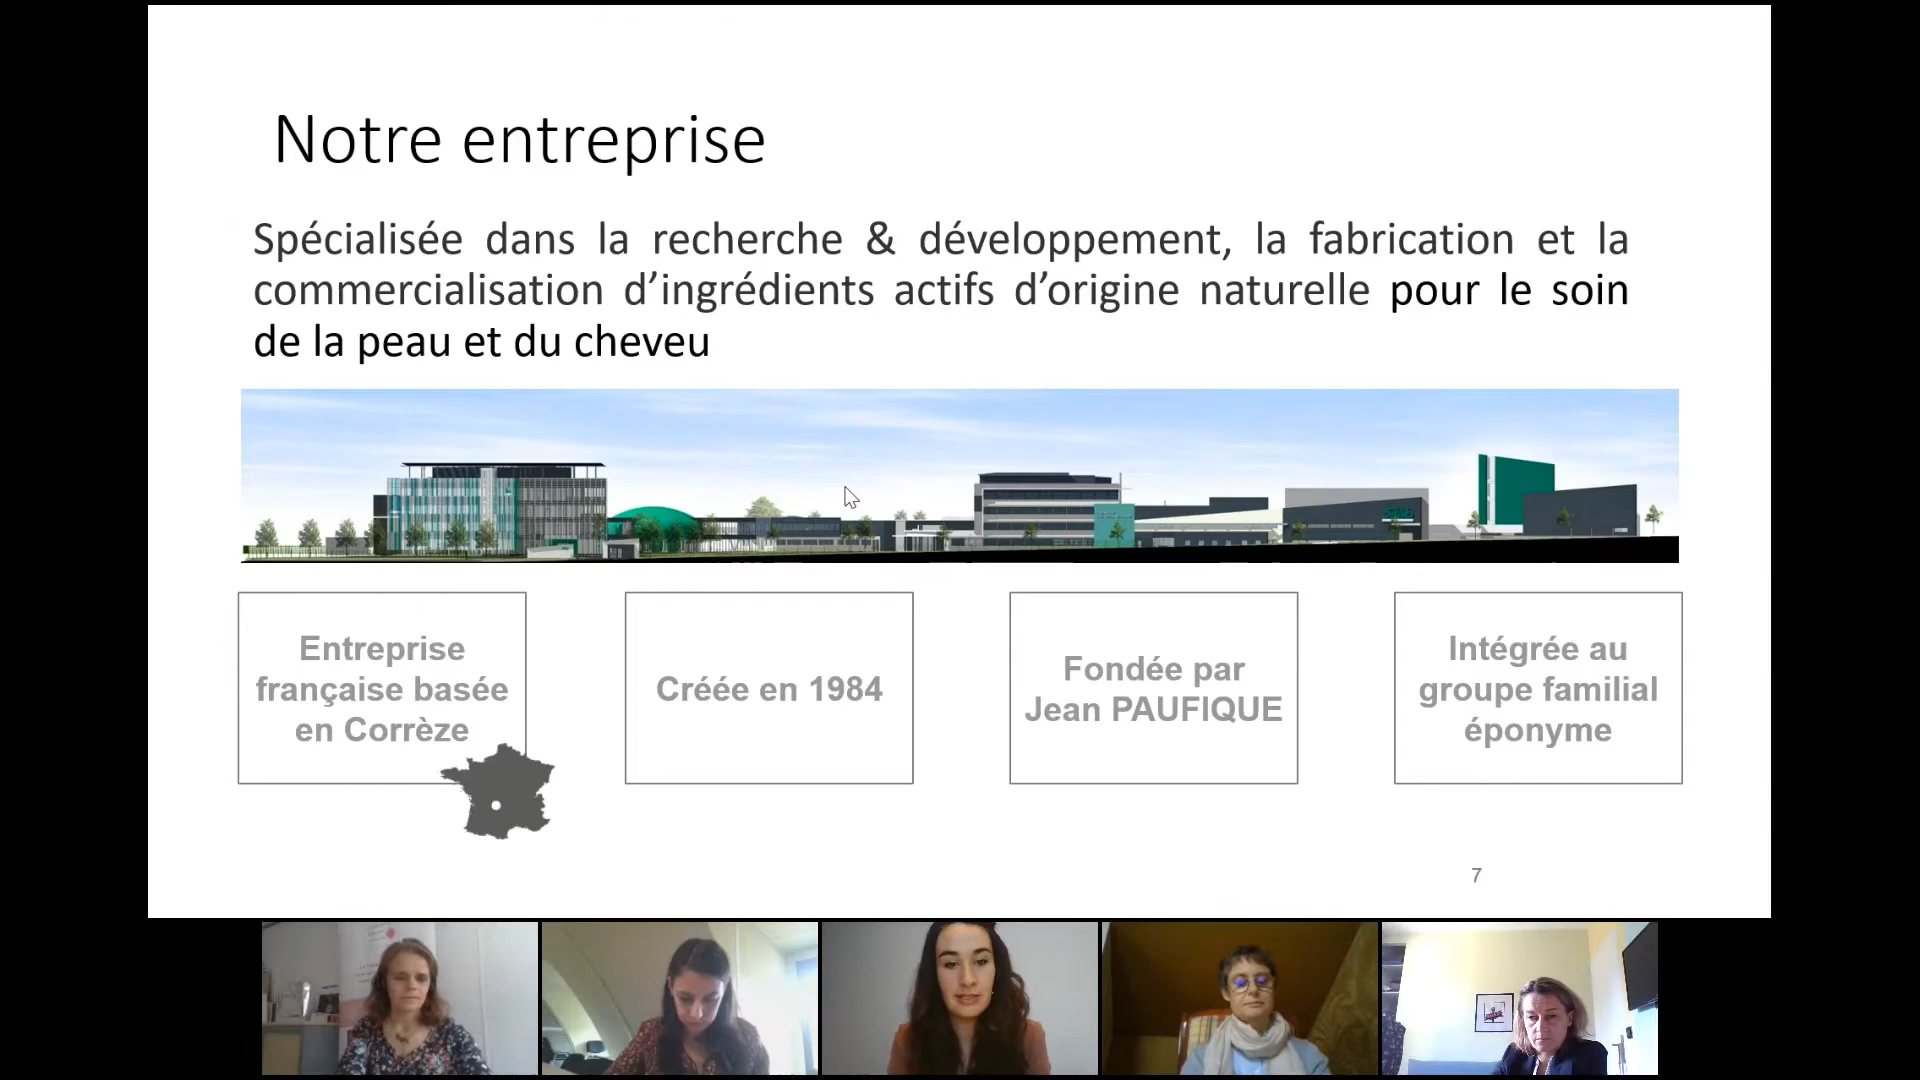 Notre entreprise
Spécialisée dans la recherche & développement, la fabrication et la
commercialisation d’ingrédients actifs d’origine naturelle pour le soin
de la peau et du cheveu
Entreprise
française basée
en Corrèze
Créée en 1984
Fondée par
Jean PAUFIQUE
Intégrée au
groupe familial
éponyme
7